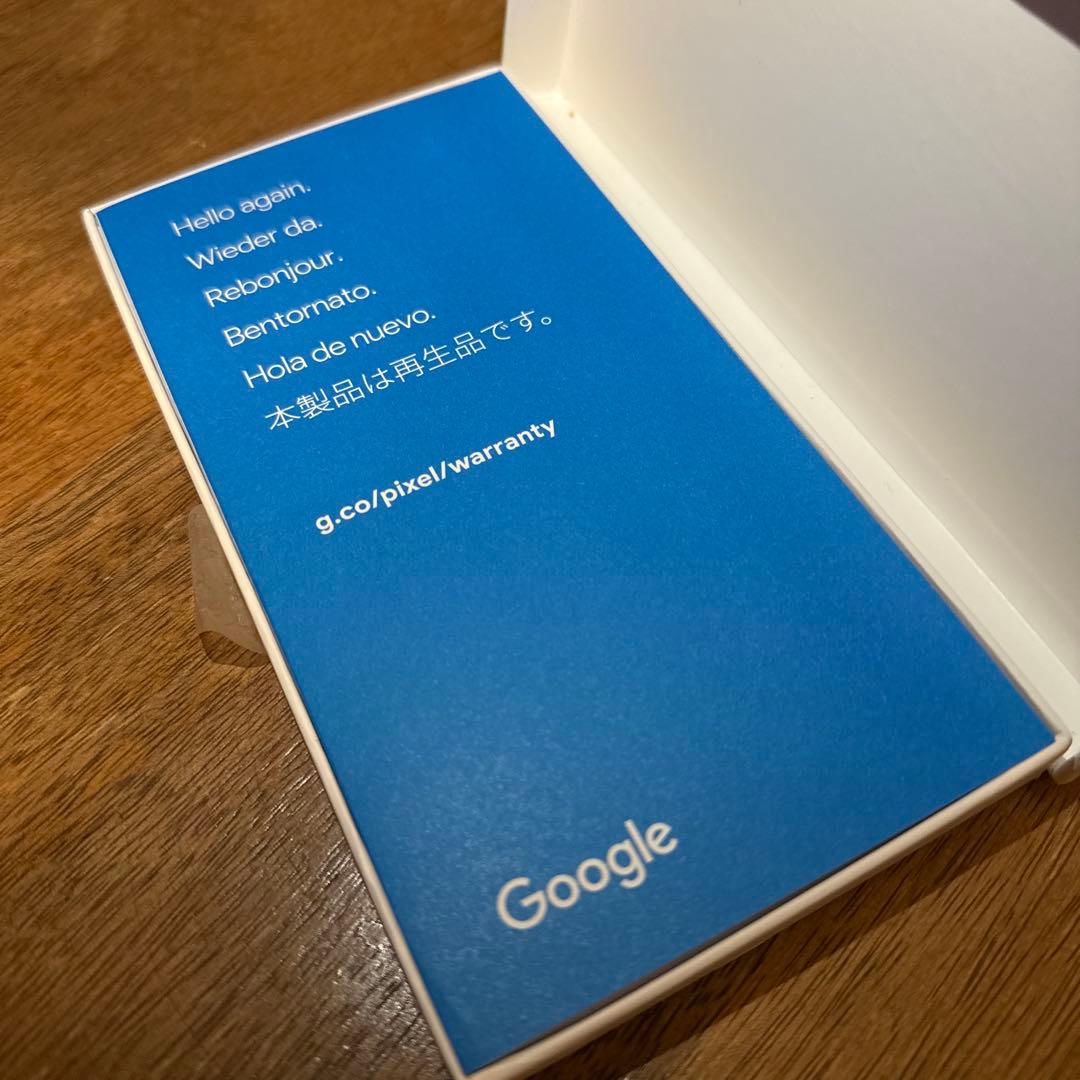 Hello again.
Wieder da.
Rebonjour.
Bentornato.
Hola de nuevo.
本製品は再生品です。
g.co/pixel/warranty
Google